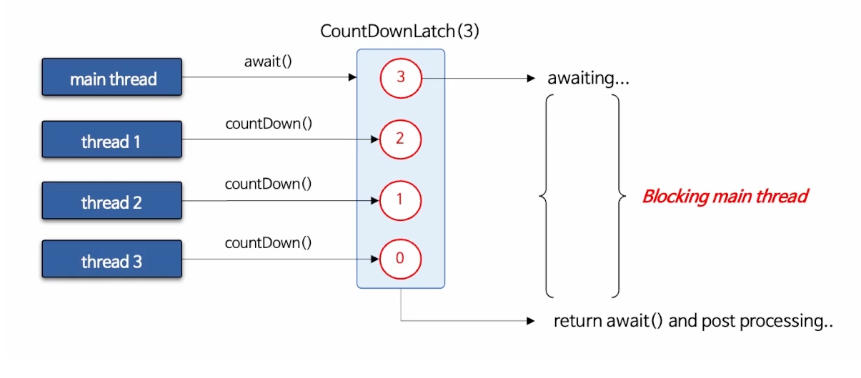 CountDownLatch(3)
main thread
await()
3
awaiting...
thread 1
countDown()
2
thread 2
countDown()
1
Blocking main thread
thread 3
countDown()
0
return await() and post processing..